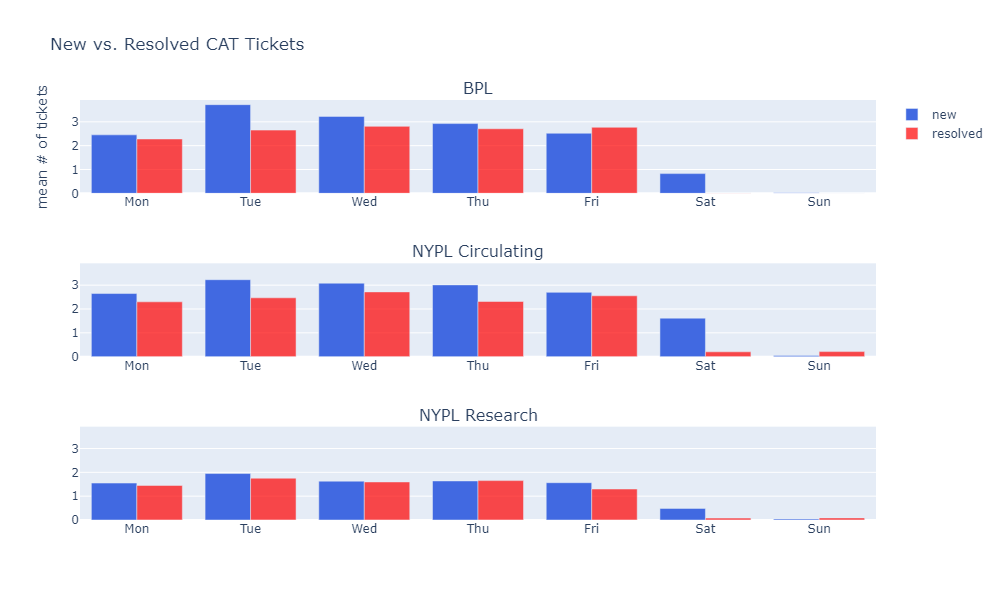 New vs. Resolved CAT Tickets
BPL
new
resolved
mean # of tickets
3
2
1
0
Mon Tue Wed Thu Fri Sat Sun
NYPL Circulating
3
2
1
0
Mon Tue Wed Thu Fri Sat Sun
NYPL Research
3
2
1
0
Mon Tue Wed Thu Fri Sat Sun